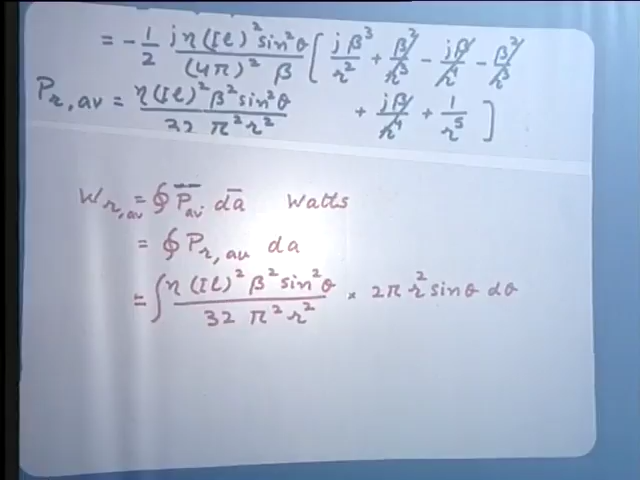 = - 1/2 jη(Iℓ)² sin²θ / (4π)² β [ jβ³/r² + β²/r³ - jβ/r⁴ - β²/r³
P_r,av = η(Iℓ)² β² sin²θ / 32 π² r² + jβ/r⁴ + 1/r⁵ ]
W_r,av = ∮ P̄_av dā Watts
= ∮ P_r,av da
= ∫ η(Iℓ)² β² sin²θ / 32 π² r² × 2π r² sinθ dθ